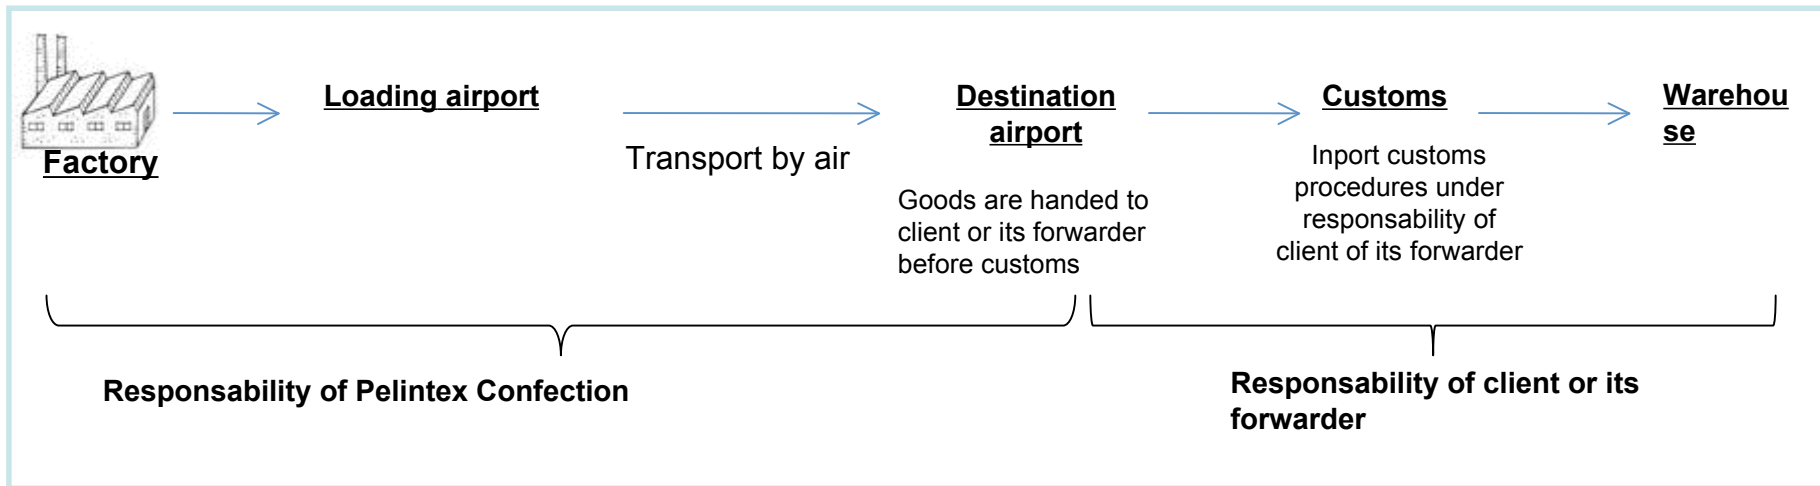 Factory
Loading airport
Transport by air
Destination
airport
Goods are handed to
client or its forwarder
before customs
Customs
Inport customs
procedures under
responsability of
client of its forwarder
Warehou
se
Responsability of Pelintex Confection
Responsability of client or its
forwarder